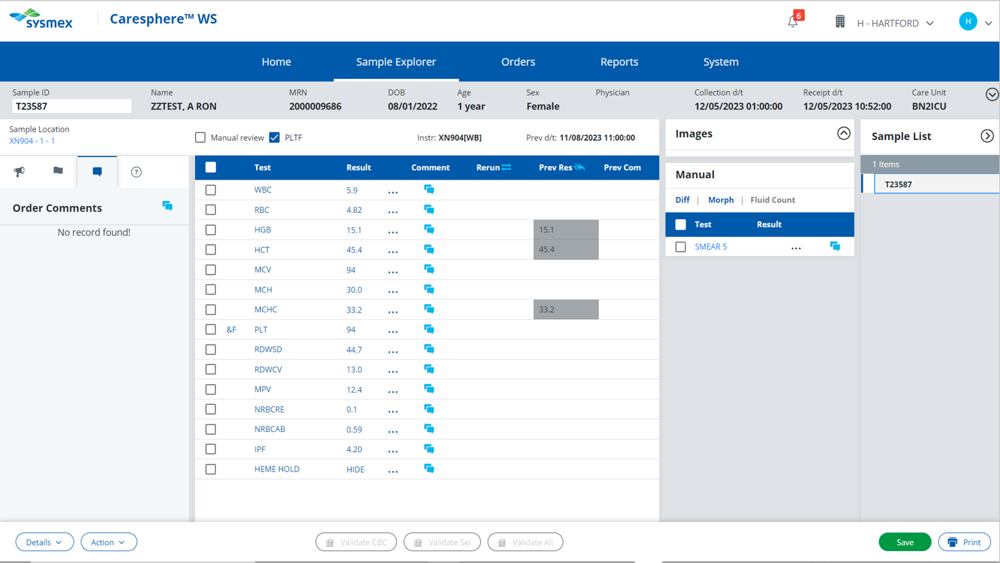 sysmex
Caresphere™ WS
6
H - HARTFORD
H
Home
Sample Explorer
Orders
Reports
System
Sample ID
Name
MRN
DOB
Age
Sex
Physician
Collection d/t
Receipt d/t
Care Unit
T23587
ZZTEST, A RON
2000009686
08/01/2022
1 year
Female
12/05/2023 01:00:00
12/05/2023 10:52:00
BN2ICU
Sample Location
XN904 - 1 - 1
?
Order Comments
No record found!
Manual review
PLTF
Instr: XN904[WB]
Prev d/t: 11/08/2023 11:00:00
Test Result Comment Rerun Prev Res Prev Com
WBC 5.9 ...
RBC 4.82 ...
HGB 15.1 ... 15.1
HCT 45.4 ... 45.4
MCV 94 ...
MCH 30.0 ...
MCHC 33.2 ... 33.2
&F PLT 94 ...
RDWSD 44.7 ...
RDWCV 13.0 ...
MPV 12.4 ...
NRBCRE 0.1 ...
NRBCAB 0.59 ...
IPF 4.20 ...
HEME HOLD HIDE ...
Images
Manual
Diff | Morph | Fluid Count
Test Result
SMEAR 5 ...
Sample List
1 Items
T23587
Details
Action
Validate CBC
Validate Sel
Validate All
Save
Print